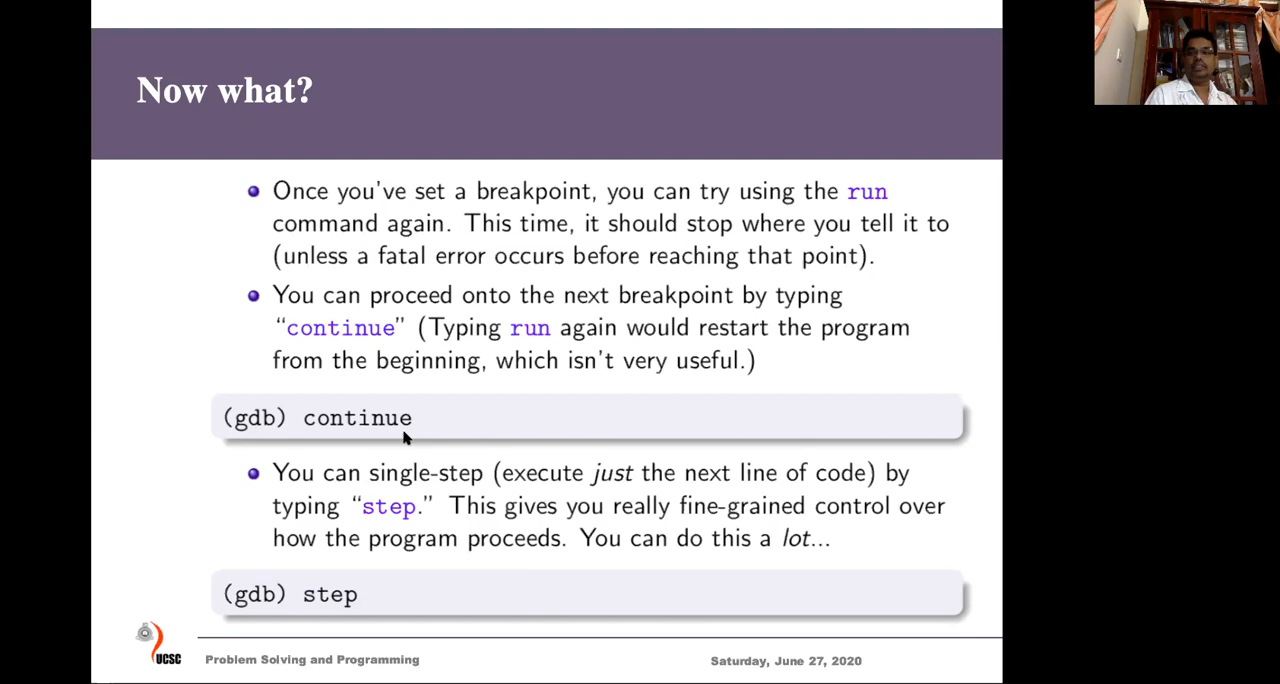 Now what?
Once you've set a breakpoint, you can try using the run
command again. This time, it should stop where you tell it to
(unless a fatal error occurs before reaching that point).
You can proceed onto the next breakpoint by typing
“continue” (Typing run again would restart the program
from the beginning, which isn't very useful.)
(gdb) continue
You can single-step (execute just the next line of code) by
typing “step.” This gives you really fine-grained control over
how the program proceeds. You can do this a lot...
(gdb) step
UCSC
Problem Solving and Programming
Saturday, June 27, 2020